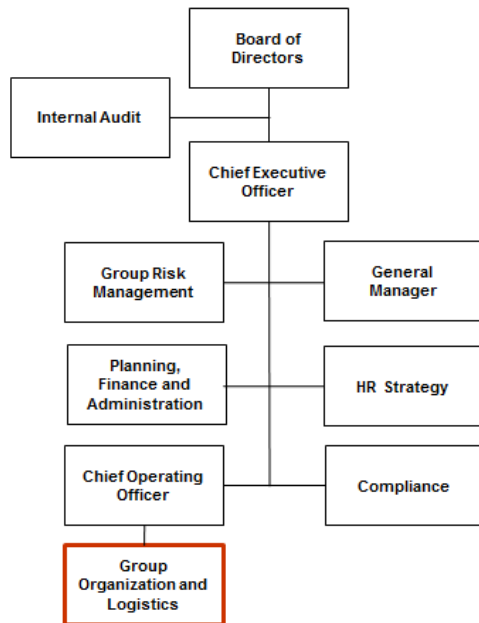 Board of
Directors
Internal Audit
Chief Executive
Officer
Group Risk
Management
General
Manager
Planning,
Finance and
Administration
HR Strategy
Chief Operating
Officer
Compliance
Group
Organization and
Logistics